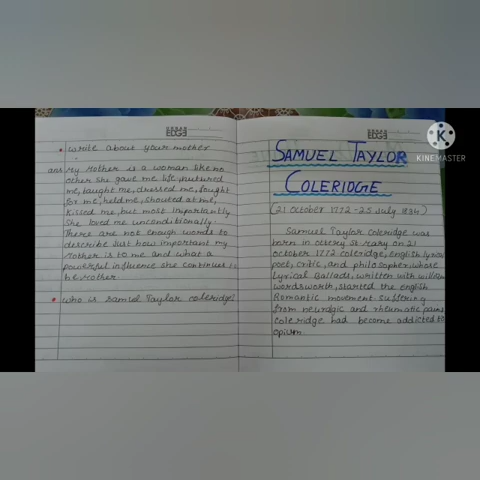 • Write about your mother
ans My Mother is a woman like no
other she gave me life, nurtured
me, taught me, dressed me, fought
for me, held me, shouted at me,
kissed me, but most importantly
she loved me unconditionally.
There are not enough words to
describe just how important my
Mother is to me and what a
powerful influence she continues
be Mother.
• Who is Samul Taylor coleridge
SAMUEL TAYLOR
COLERIDGE
(21 October 1772-25 July 1834)
Samuel Taylor Coleridge was
born in ottery st Mary on 21
October 1772 coleridge, english lyrical
poet, critic, and philosopher whose
Lyrical Ballads, written with William
wordsworth, started the english
Romantic movement suffering
from neuralgic and rheumatic pains
coleridge had become addicted to
opium.
KINEMASTER